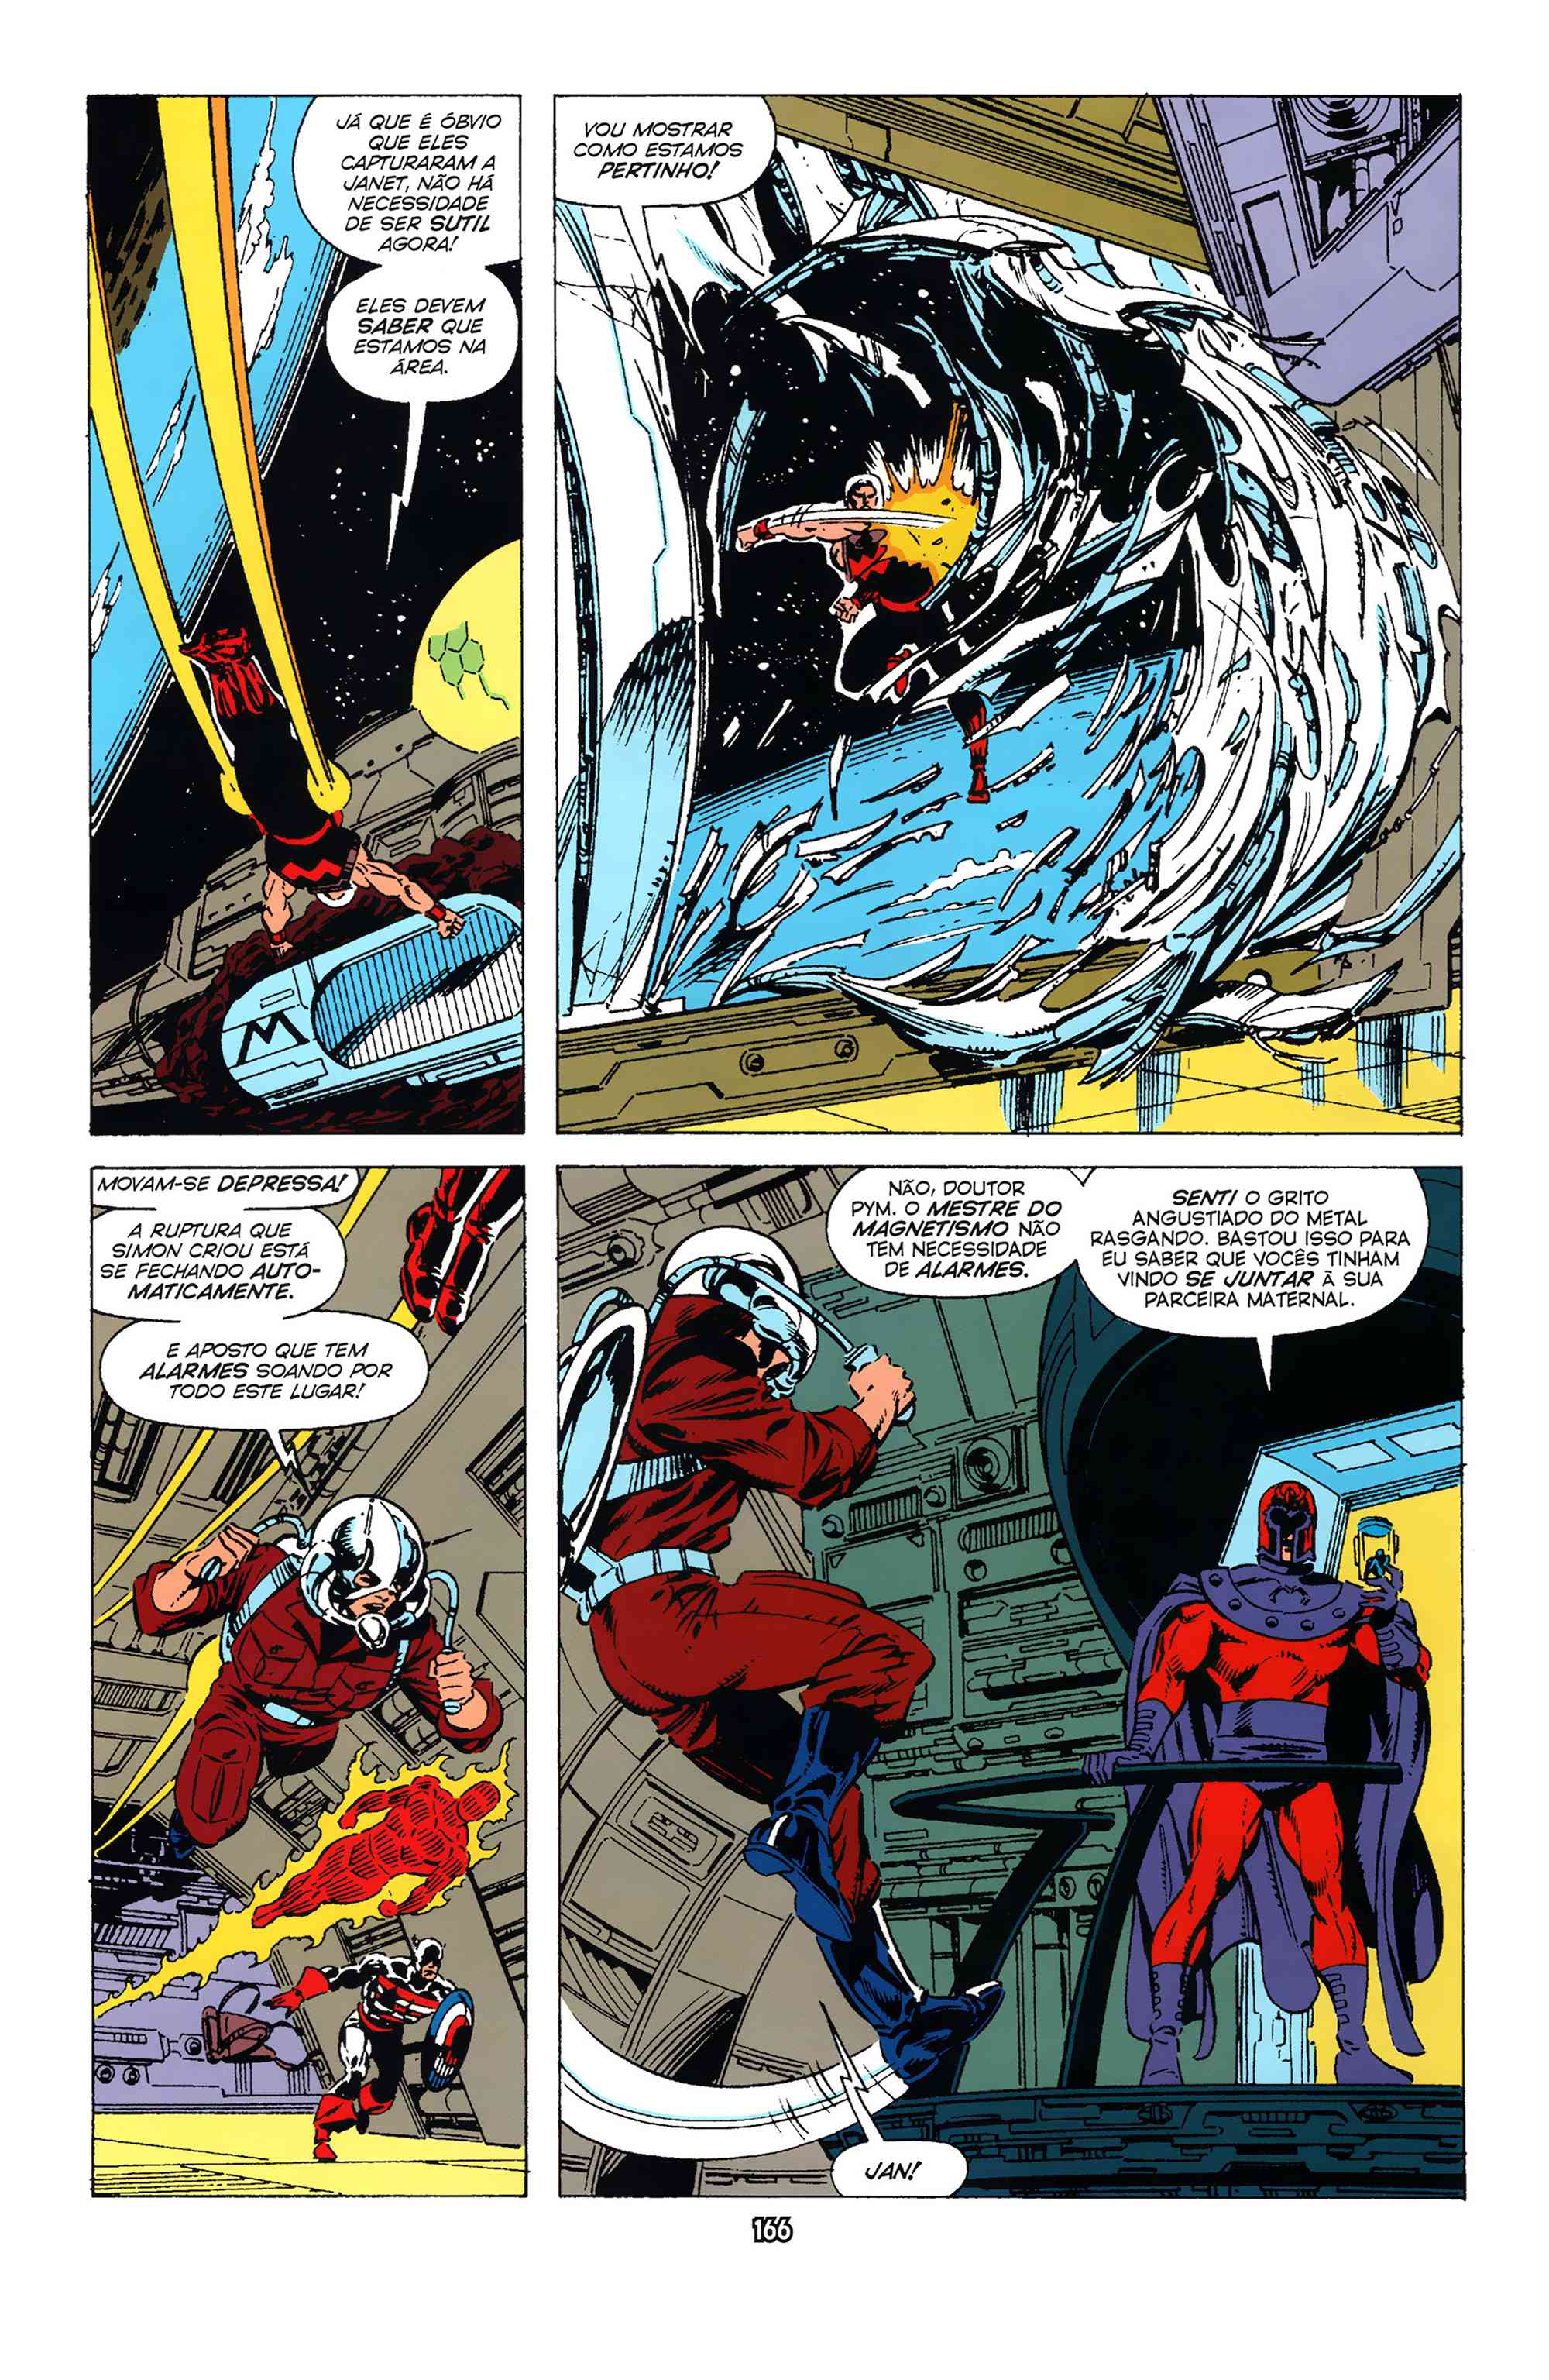 JÁ QUE É ÓBVIO
QUE ELES
CAPTURARAM A
JANET, NÃO HÁ
NECESSIDADE
DE SER SUTIL
AGORA!
ELES DEVEM
SABER QUE
ESTAMOS NA
ÁREA.
W
VOU MOSTRAR
COMO ESTAMOS
PERTINHO!
MOVAM-SE DEPRESSA!
A RUPTURA QUE
SIMON CRIOU ESTÁ
SE FECHANDO AUTO-
MATICAMENTE.
E APOSTO QUE TEM
ALARMES SOANDO POR
TODO ESTE LUGAR!
NÃO, DOUTOR
PYM. O MESTRE DO
MAGNETISMO NÃO
TEM NECESSIDADE
DE ALARMES.
SENTI O GRITO
ANGUSTIADO DO METAL
RASGANDO. BASTOU ISSO PARA
EU SABER QUE VOCÊS TINHAM
VINDO SE JUNTAR À SUA
PARCEIRA MATERNAL.
JAN!
166